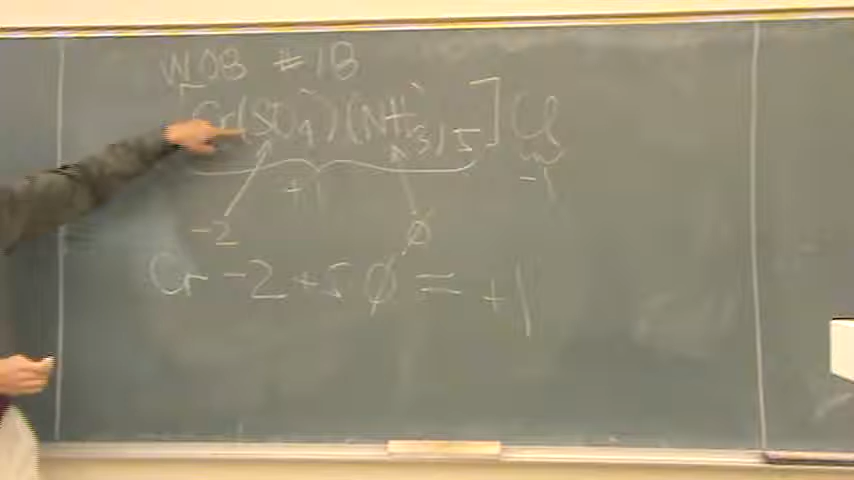 WOB #1B
[Cr(SO4)(NH3)5]Cl
+1 -1
-2 Ø
Cr -2 +5 Ø = +1